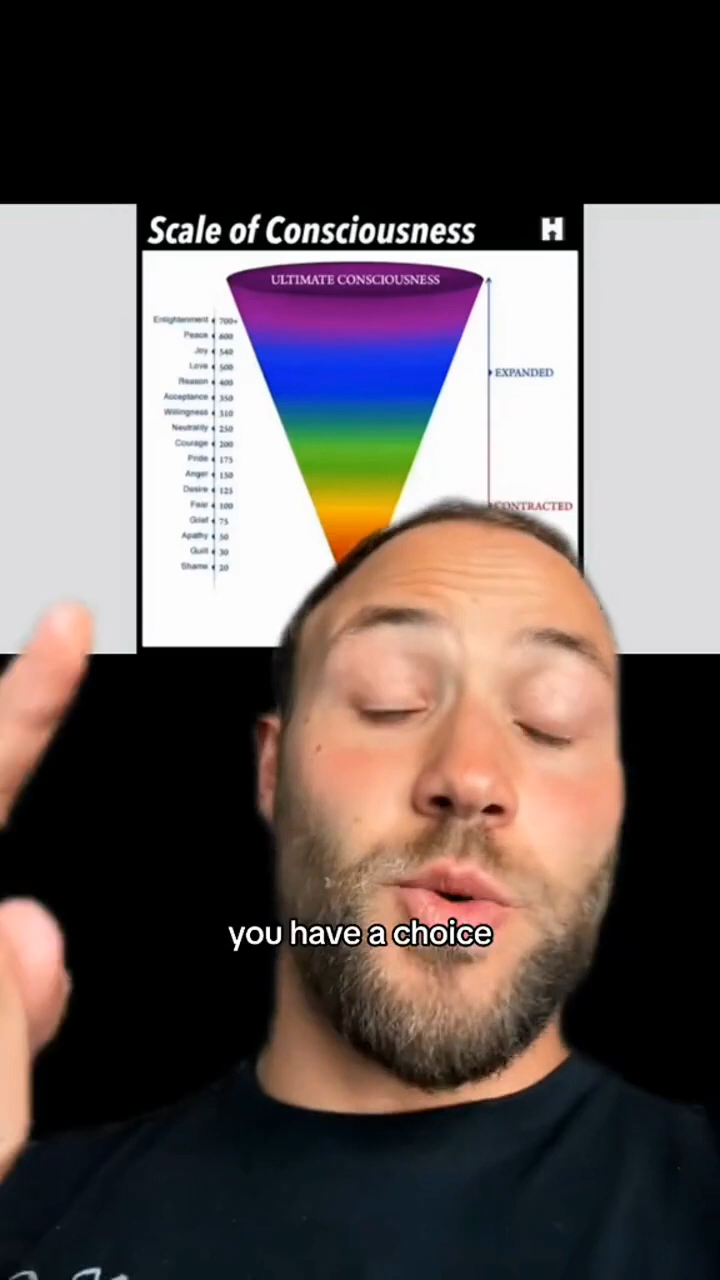 Scale of Consciousness
H
ULTIMATE CONSCIOUSNESS
Enlightenment 700+
Peace 600
Joy 540
Love 500
Reason 400
Acceptance 350
Willingness 310
Neutrality 250
Courage 200
Pride 175
Anger 150
Desire 125
Fear 100
Grief 75
Apathy 50
Guilt 30
Shame 20
EXPANDED
CONTRACTED
you have a choice